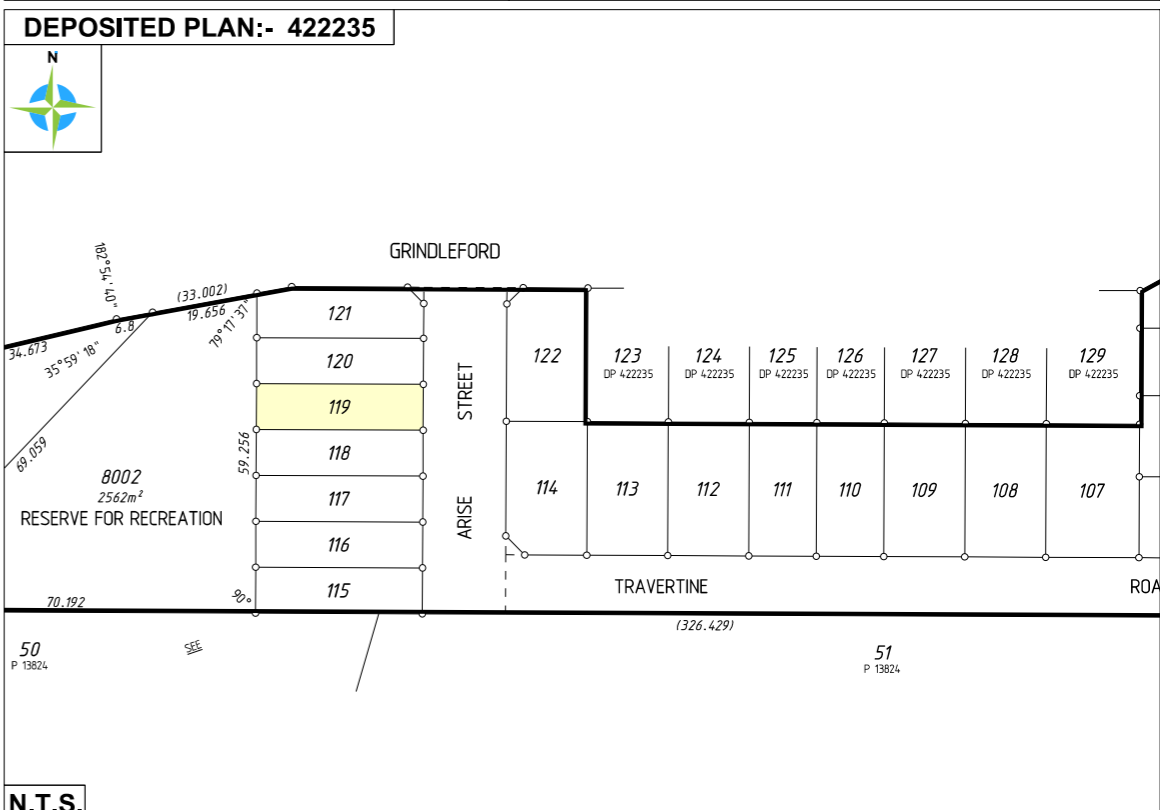 DEPOSITED PLAN:- 422235
N
GRINDLEFORD
182°54'40"
(33.002)
19.656
79°17'37"
6.8
34.673
35°59'18"
69.059
59.256
8002
2562m²
RESERVE FOR RECREATION
121
120
119
118
117
116
115
90°
70.192
STREET
ARISE
122
123
DP 422235
124
DP 422235
125
DP 422235
126
DP 422235
127
DP 422235
128
DP 422235
129
DP 422235
114
113
112
111
110
109
108
107
TRAVERTINE
ROA
(326.429)
50
P 13824
SEE
51
P 13824
N.T.S.